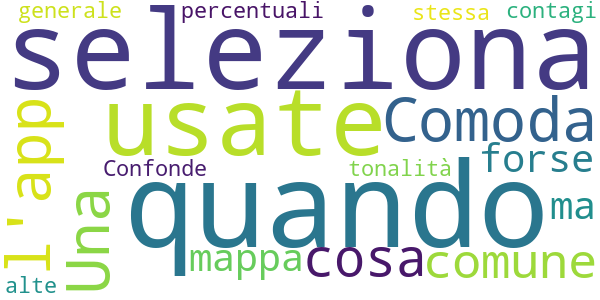 generale percentuali stessa contagi
seleziona
l'app usate Comoda
Confonde tonalità forse
Una quando ma
mappa cosa comune
alte